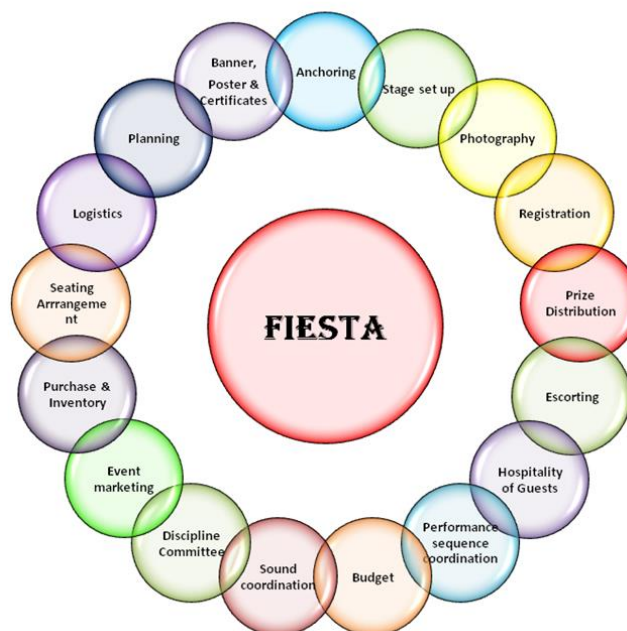 Banner,
Poster &
Certificates
Anchoring
Stage set up
Photography
Registration
Prize
Distribution
Escorting
Hospitality
of Guests
Performance
sequence
coordination
Budget
Sound
coordination
Discipline
Committee
Event
marketing
Purchase &
Inventory
Seating
Arrrangeme
nt
Logistics
Planning
FIESTA